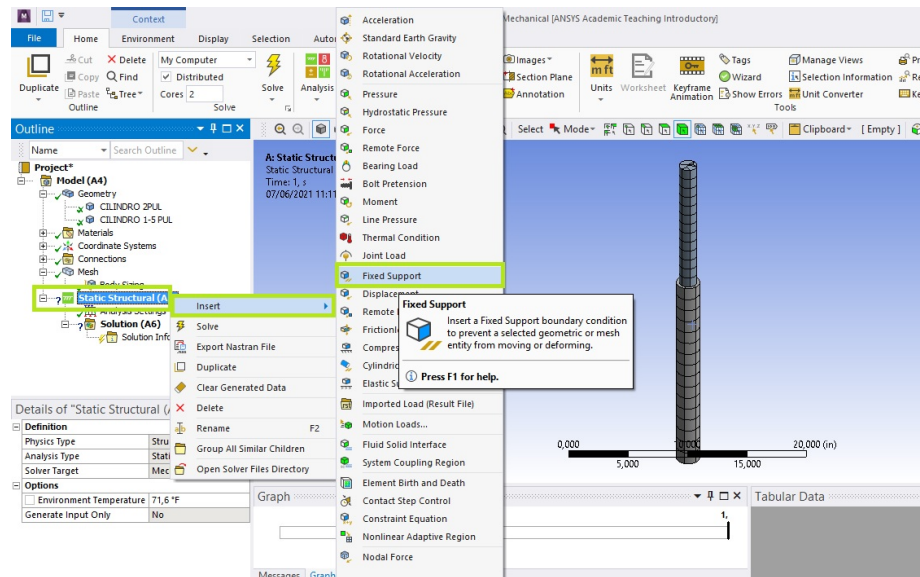 Context
Mechanical [ANSYS Academic Teaching Introductory]
File
Home
Environment
Display
Selection
Duplicate
Cut
Copy
Paste
Delete
Find
Tree
Outline
My Computer
Distributed
Cores 2
Solve
Solve
Analysis
Images
Section Plane
Annotation
Units
Worksheet
Keyframe
Animation
Tags
Wizard
Show Errors
Manage Views
Selection Information
Unit Converter
Tools
Outline
Name
Search Outline
Select
Mode
Clipboard
[Empty]
Project*
Model (A4)
Geometry
CILINDRO 2PUL
CILINDRO 1-5 PUL
Materials
Coordinate Systems
Connections
Mesh
Body Sizing
Static Structural (A
Analysis Settings
Solution (A6)
A: Static Struct
Static Structural
Time: 1, s
07/06/2021 11:11
Insert
Solve
Export Nastran File
Duplicate
Clear Generated Data
Delete
Rename F2
Group All Similar Children
Open Solver Files Directory
Acceleration
Standard Earth Gravity
Rotational Velocity
Rotational Acceleration
Pressure
Hydrostatic Pressure
Force
Remote Force
Bearing Load
Bolt Pretension
Moment
Line Pressure
Thermal Condition
Joint Load
Fixed Support
Displacement
Remote
Compres
Elastic S
Imported Load (Result File)
Motion Loads...
Fluid Solid Interface
System Coupling Region
Element Birth and Death
Contact Step Control
Constraint Equation
Nonlinear Adaptive Region
Nodal Force
Fixed Support
Insert a Fixed Support boundary condition
to prevent a selected geometric or mesh
entity from moving or deforming.
Press F1 for help.
0,000
10,000
20,000 (in)
5,000
15,000
Details of "Static Structural (
Definition
Physics Type Stru
Analysis Type Stati
Solver Target Mec
Options
Environment Temperature 71,6 °F
Generate Input Only No
Graph
1,
Tabular Data
Messages
Graph